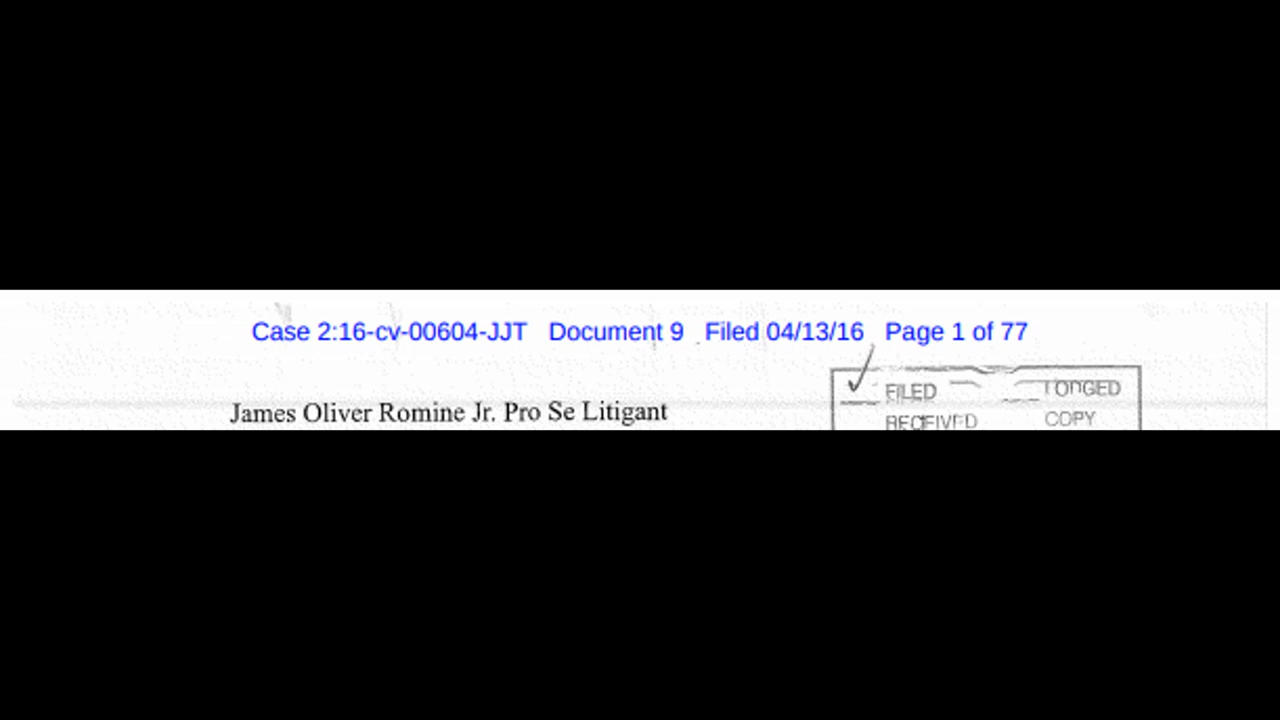 Case 2:16-cv-00604-JJT Document 9 Filed 04/13/16 Page 1 of 77
FILED LODGED
James Oliver Romine Jr. Pro Se Litigant
RECEIVED COPY